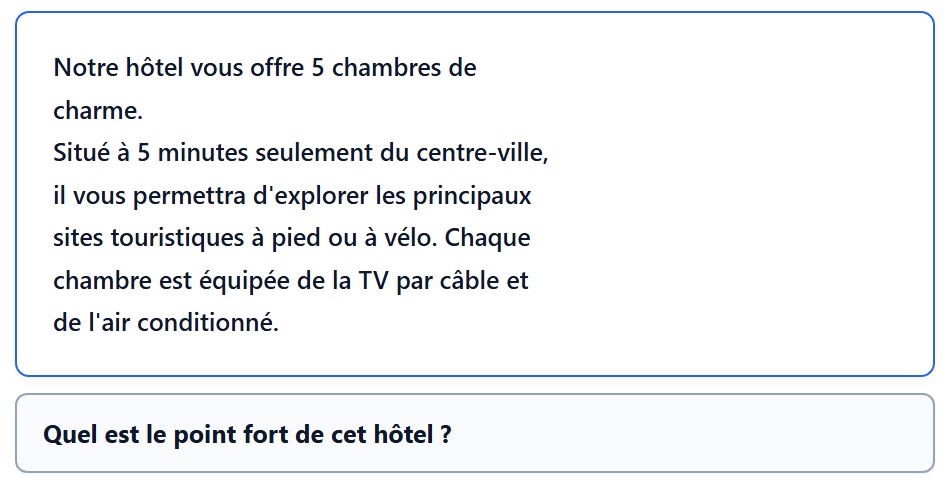 Notre hôtel vous offre 5 chambres de
charme.
Situé à 5 minutes seulement du centre-ville,
il vous permettra d'explorer les principaux
sites touristiques à pied ou à vélo. Chaque
chambre est équipée de la TV par câble et
de l'air conditionné.
Quel est le point fort de cet hôtel ?